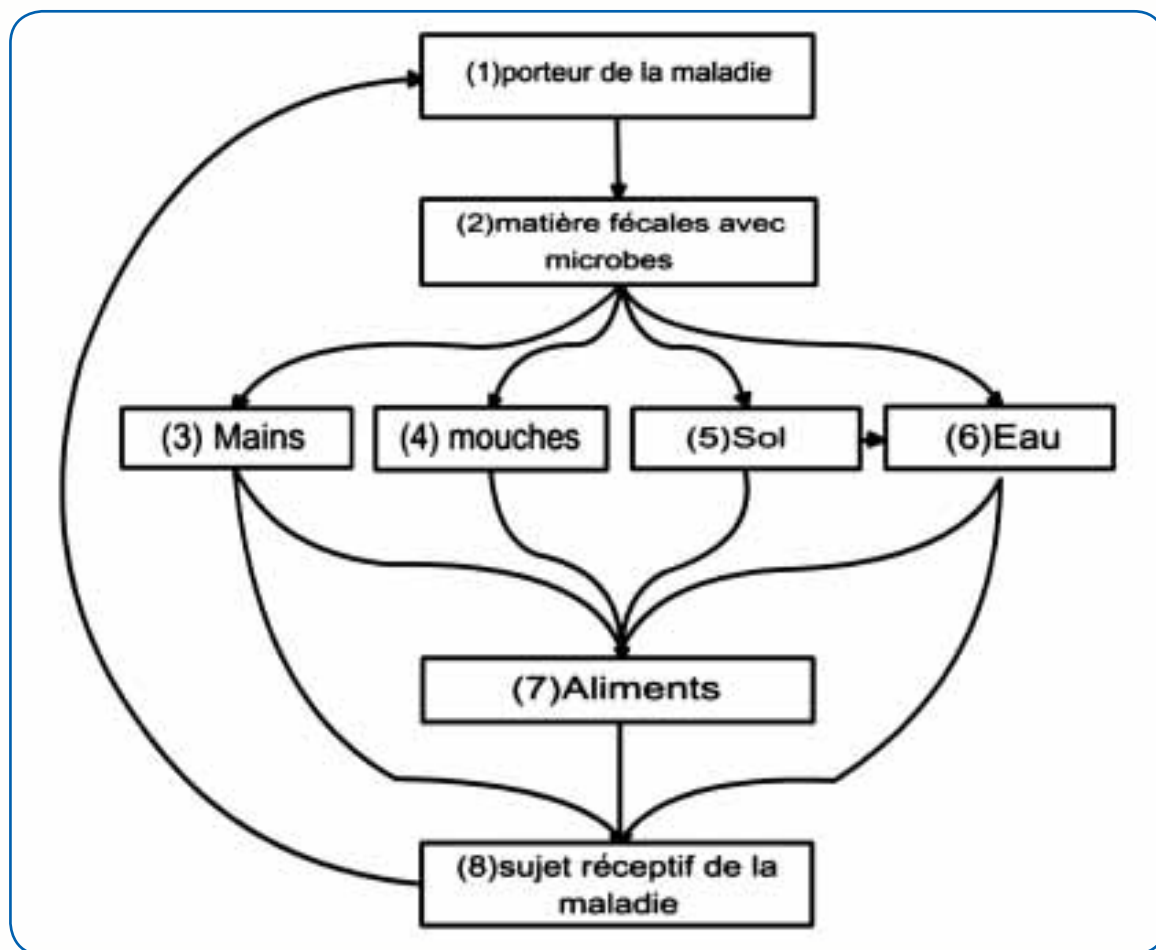 (1)porteur de la maladie
(2)matière fécales avec
microbes
(3) Mains
(4) mouches
(5)Sol
(6)Eau
(7)Aliments
(8)sujet réceptif de la
maladie